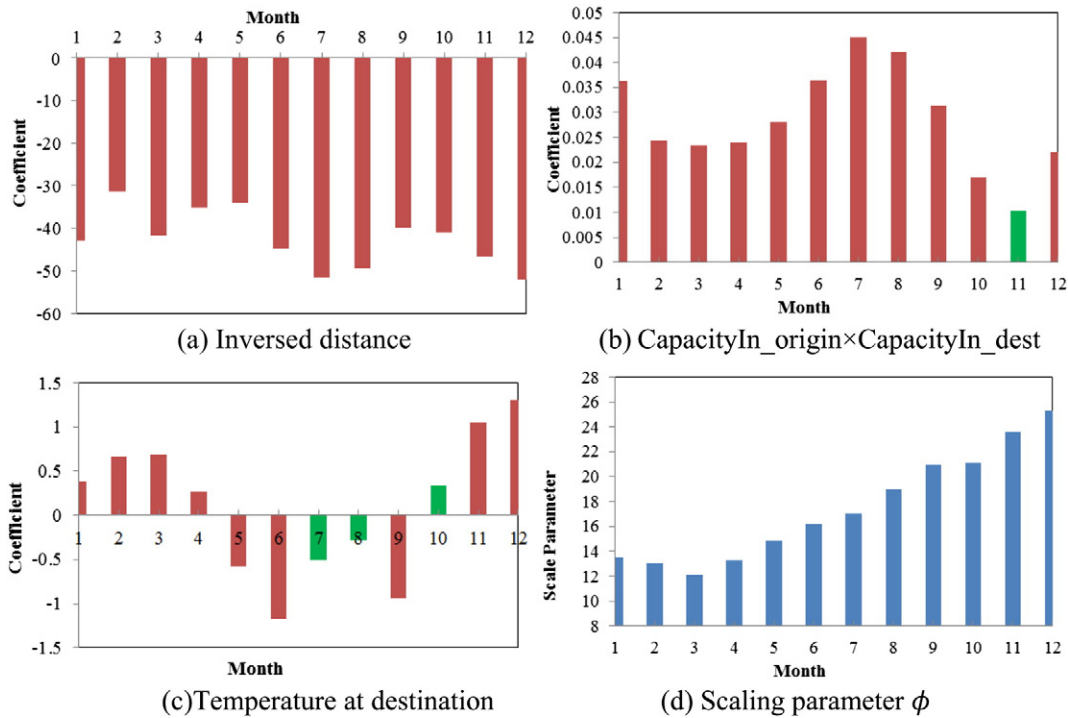 Month
1 2 3 4 5 6 7 8 9 10 11 12
0
-10
-20
-30
-40
-50
-60
Coefficient
(a) Inversed distance
0.05
0.045
0.04
0.035
0.03
0.025
0.02
0.015
0.01
0.005
0
Coefficient
1 2 3 4 5 6 7 8 9 10 11 12
Month
(b) CapacityIn_origin×CapacityIn_dest
1.5
1
0.5
0
-0.5
-1
-1.5
Coefficient
1 2 3 4 5 6 7 8 9 10 11 12
Month
(c)Temperature at destination
28
26
24
22
20
18
16
14
12
10
8
Scale Parameter
1 2 3 4 5 6 7 8 9 10 11 12
Month
(d) Scaling parameter ϕ